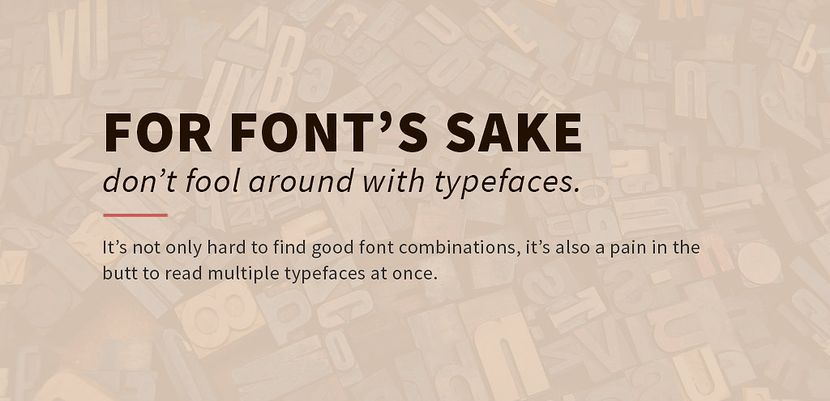 FOR FONT’S SAKE
don’t fool around with typefaces.
It’s not only hard to find good font combinations, it’s also a pain in the
butt to read multiple typefaces at once.